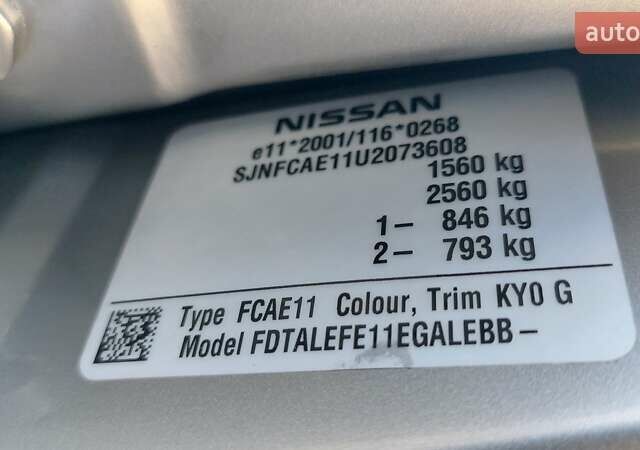 auto
NISSAN
e11*2001/116*0268
SJNFCAE11U2073608
1560 kg
2560 kg
1– 846 kg
2– 793 kg
Type FCAE11 Colour, Trim KY0 G
Model FDTALEFE11EGALEBB –